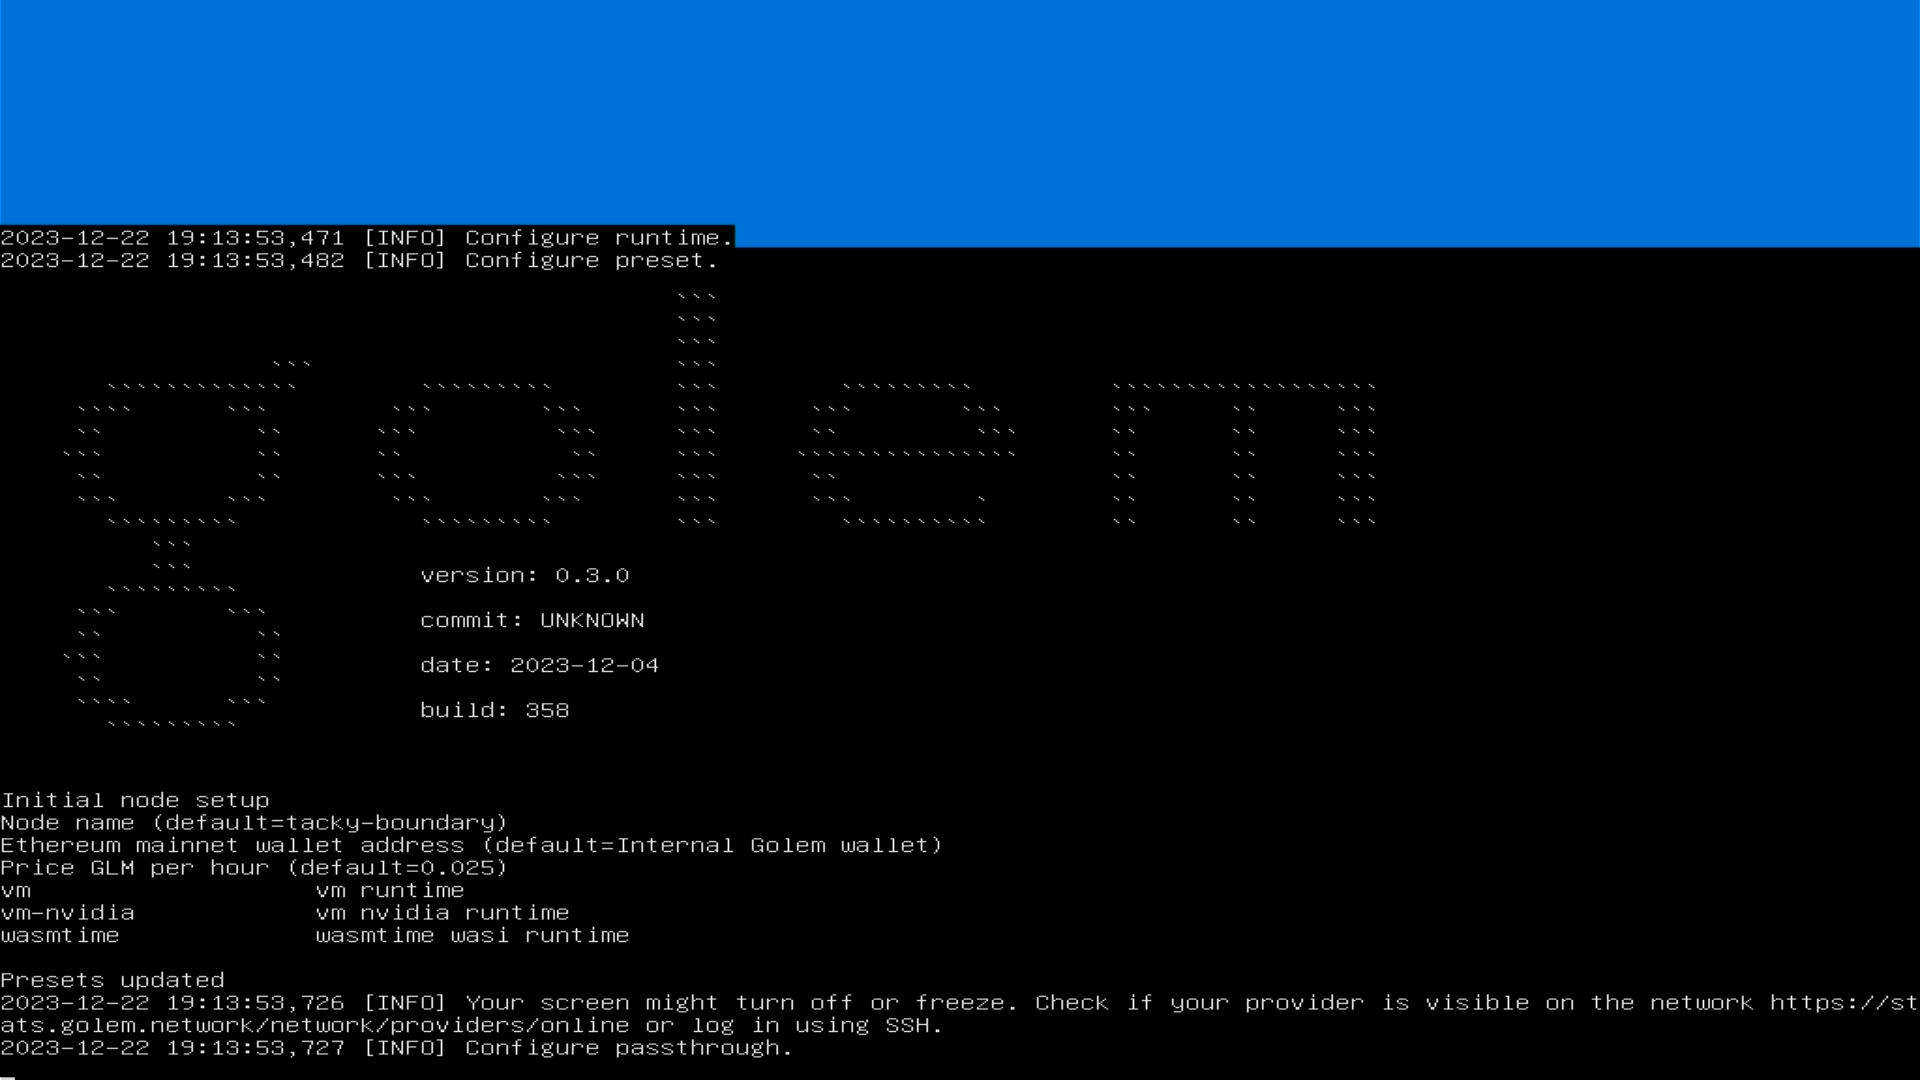 2023-12-22 19:13:53,471 [INFO] Configure runtime.
2023-12-22 19:13:53,482 [INFO] Configure preset.
golem
version: 0.3.0
commit: UNKNOWN
date: 2023-12-04
build: 358
Initial node setup
Node name (default=tacky-boundary)
Ethereum mainnet wallet address (default=Internal Golem wallet)
Price GLM per hour (default=0.025)
vm vm runtime
vm-nvidia vm nvidia runtime
wasmtime wasmtime wasi runtime
Presets updated
2023-12-22 19:13:53,726 [INFO] Your screen might turn off or freeze. Check if your provider is visible on the network https://st
ats.golem.network/network/providers/online or log in using SSH.
2023-12-22 19:13:53,727 [INFO] Configure passthrough.